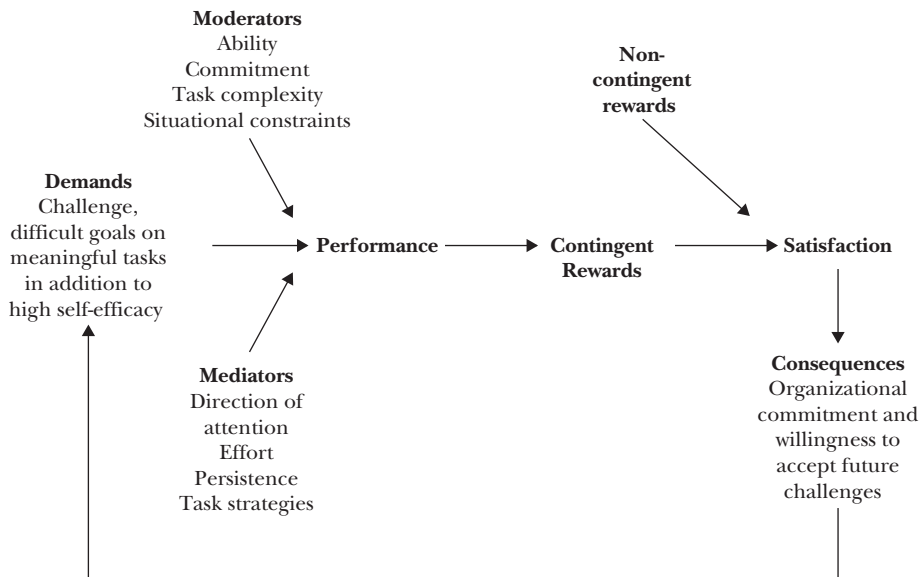 Moderators
Ability
Commitment
Task complexity
Situational constraints
Non-
contingent
rewards
Demands
Challenge,
difficult goals on
meaningful tasks
in addition to
high self-efficacy
Performance
Contingent
Rewards
Satisfaction
Mediators
Direction of
attention
Effort
Persistence
Task strategies
Consequences
Organizational
commitment and
willingness to
accept future
challenges